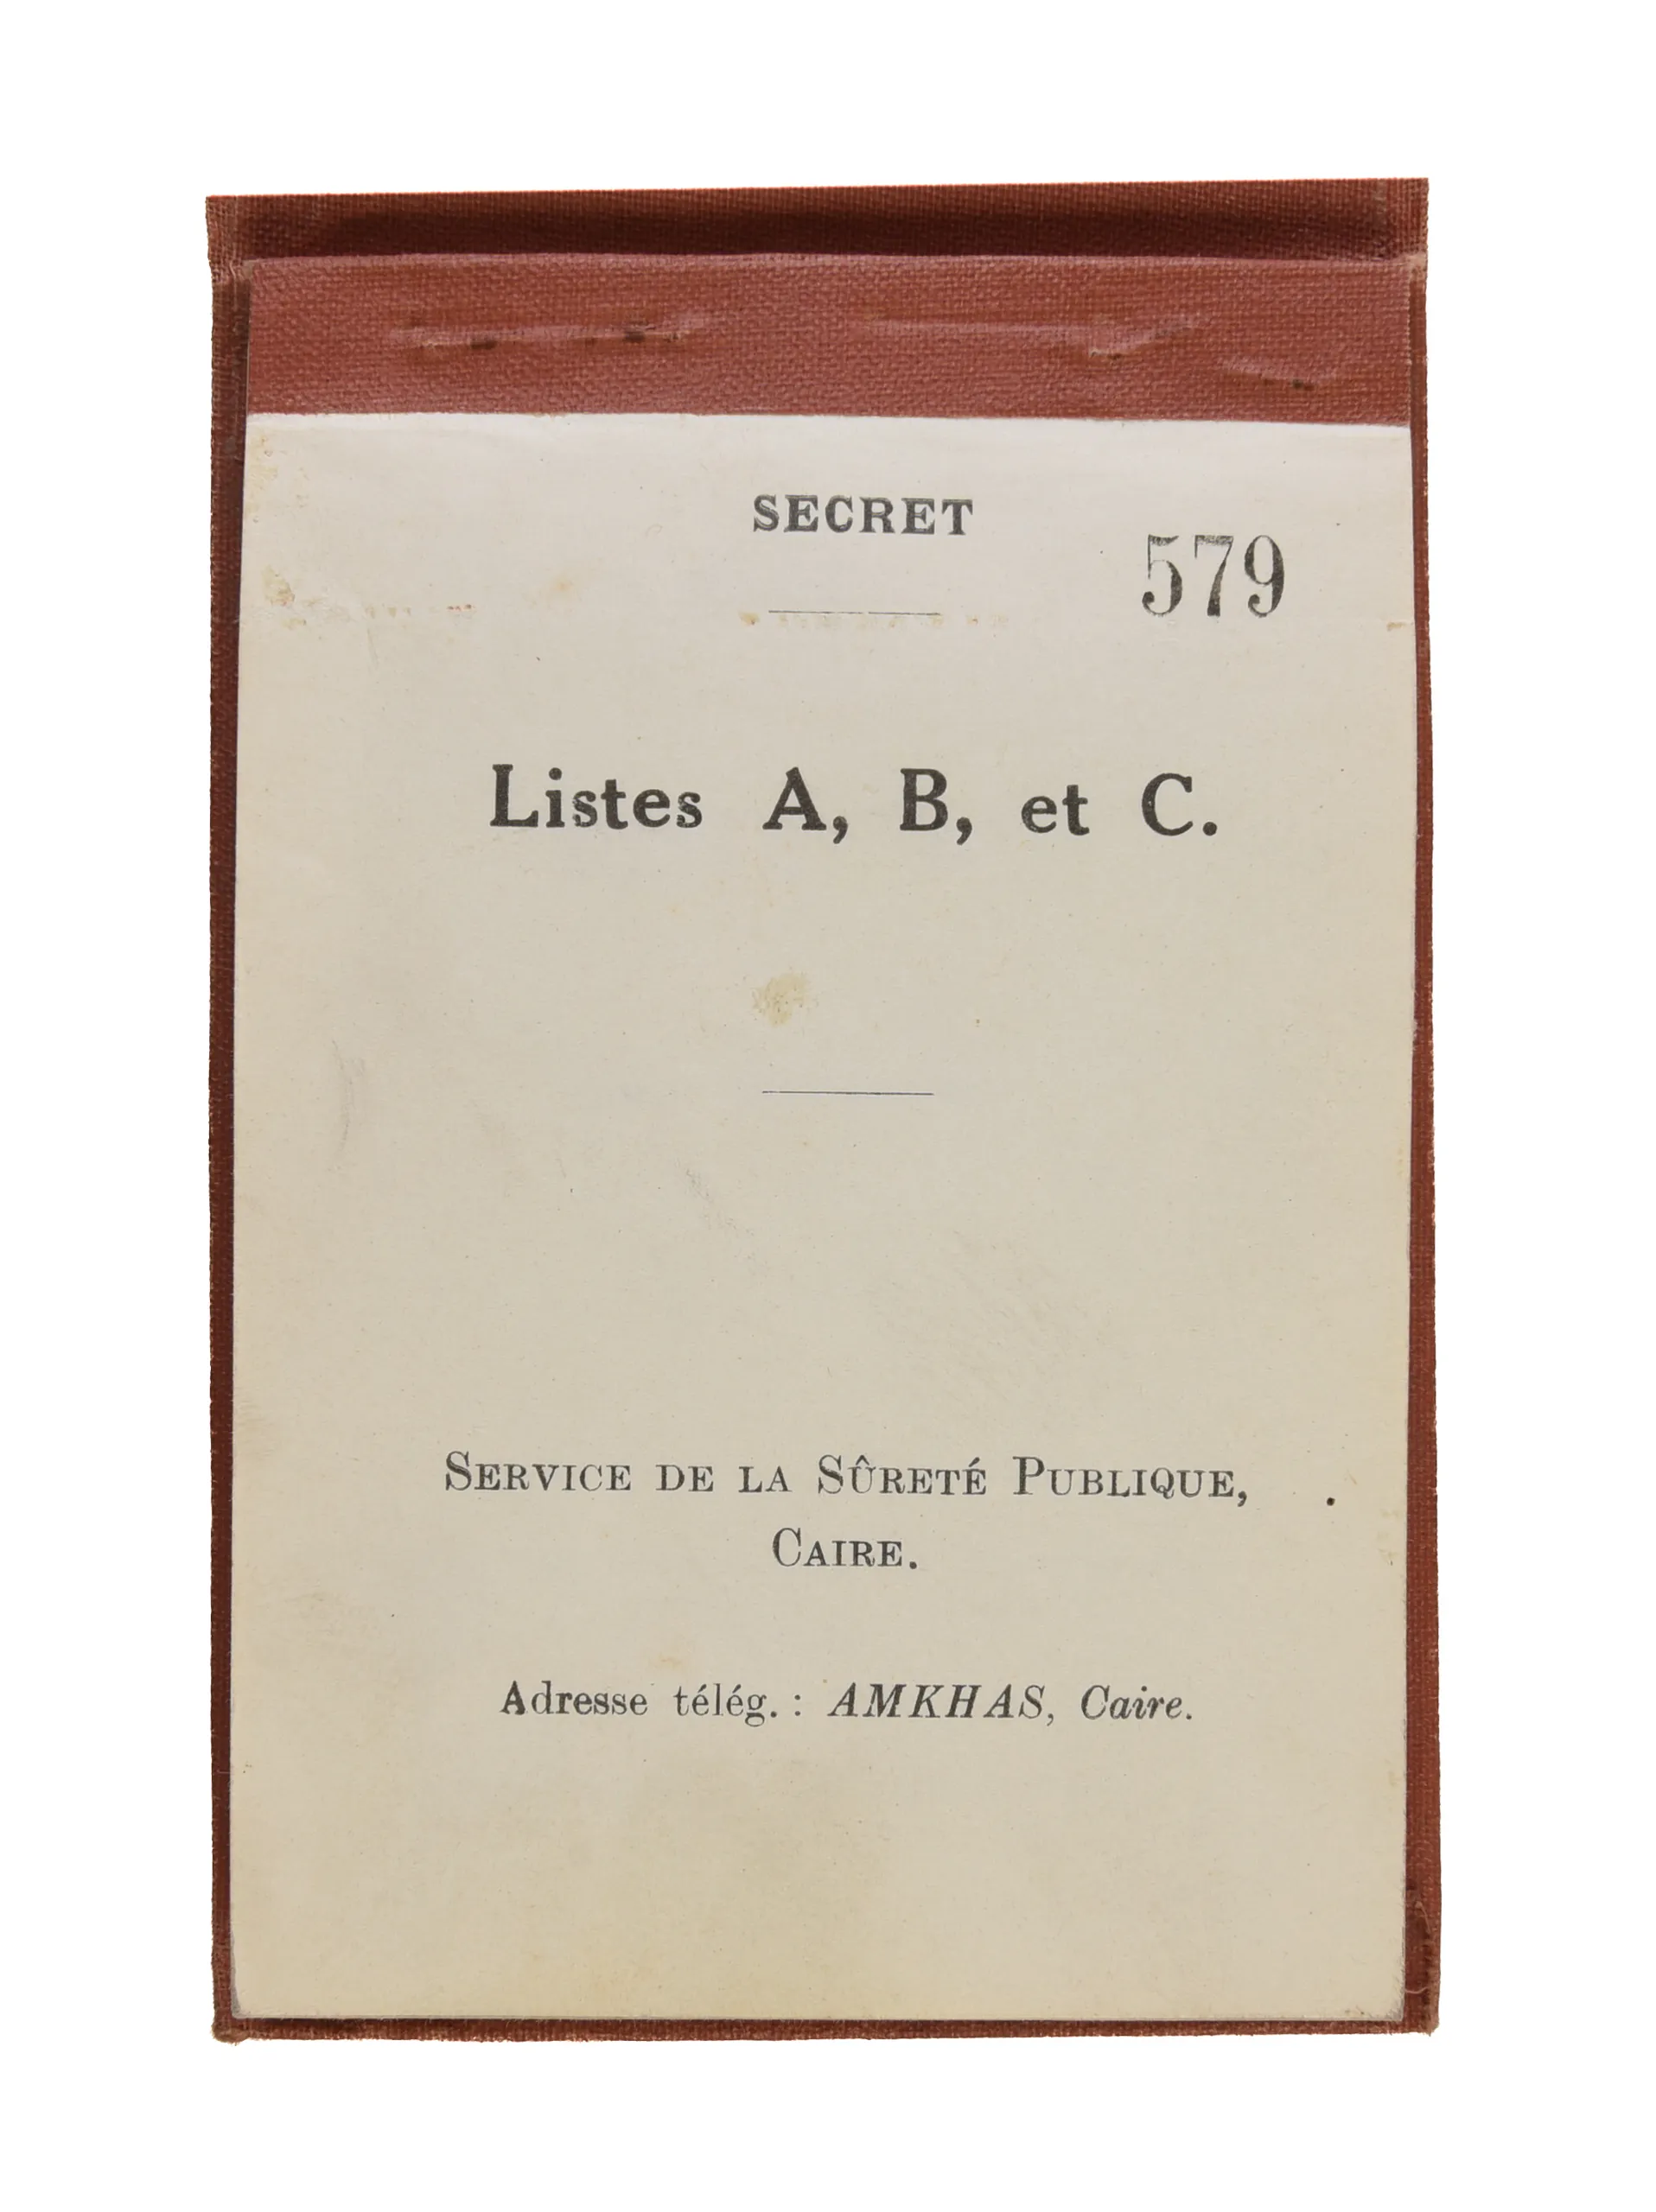 SECRET
579
Listes A, B, et C.
SERVICE DE LA SÛRETÉ PUBLIQUE,
CAIRE.
Adresse télég. : AMKHAS, Caire.